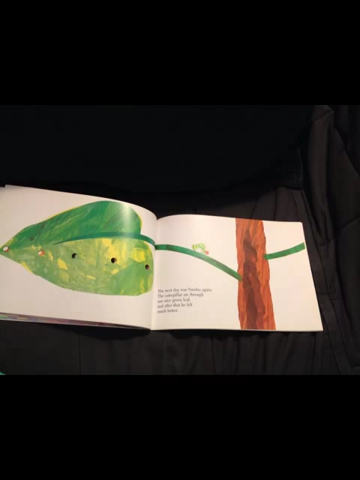 The next day was Sunday again.
The caterpillar ate through
one nice green leaf,
and after that he felt
much better.